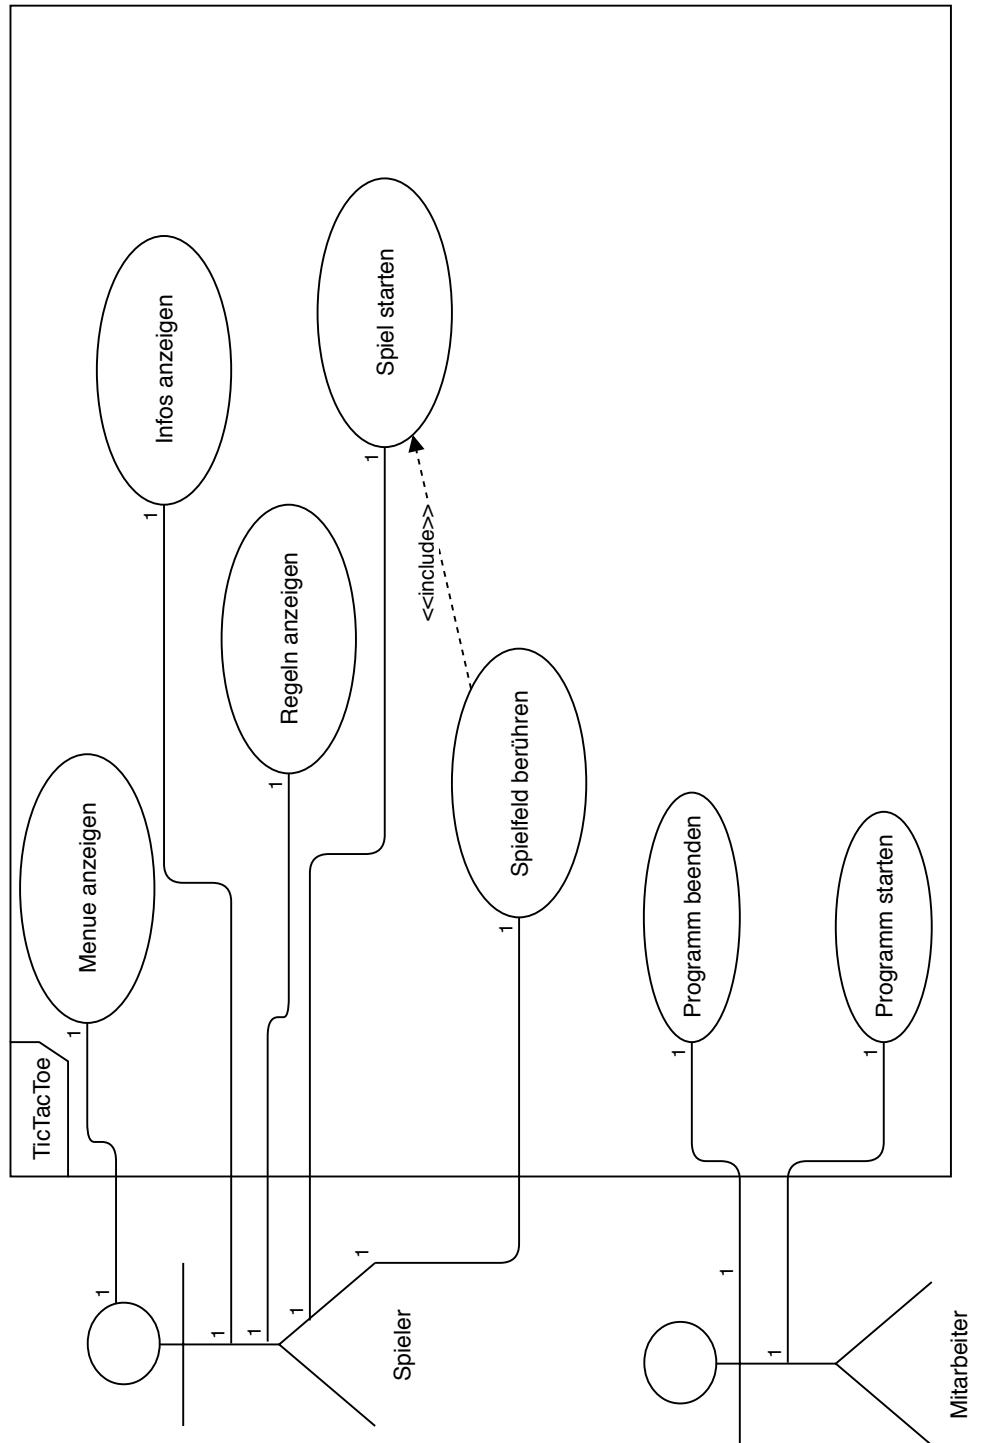 TicTacToe
Menue anzeigen
Infos anzeigen
Regeln anzeigen
Spiel starten
<<include>>
Spielfeld berühren
Programm beenden
Programm starten
Spieler
Mitarbeiter
1
1
1
1
1
1
1
1
1
1
1
1
1
1